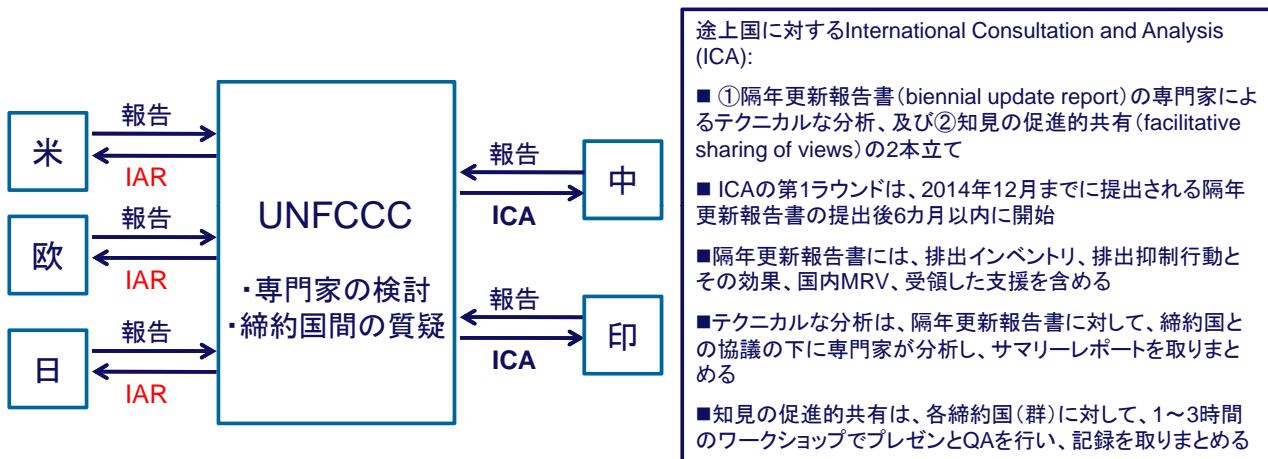 報告
米
IAR
報告
欧
IAR
報告
日
IAR
UNFCCC
・専門家の検討
・締約国間の質疑
報告
中
ICA
報告
印
ICA
途上国に対するInternational Consultation and Analysis
(ICA):
■ ①隔年更新報告書(biennial update report)の専門家によ
るテクニカルな分析、及び②知見の促進的共有(facilitative
sharing of views)の2本立て
■ ICAの第1ラウンドは、2014年12月までに提出される隔年
更新報告書の提出後6カ月以内に開始
■隔年更新報告書には、排出インベントリ、排出抑制行動と
その効果、国内MRV、受領した支援を含める
■テクニカルな分析は、隔年更新報告書に対して、締約国と
の協議の下に専門家が分析し、サマリーレポートを取りまと
める
■知見の促進的共有は、各締約国(群)に対して、1～3時間
のワークショップでプレゼンとQAを行い、記録を取りまとめる